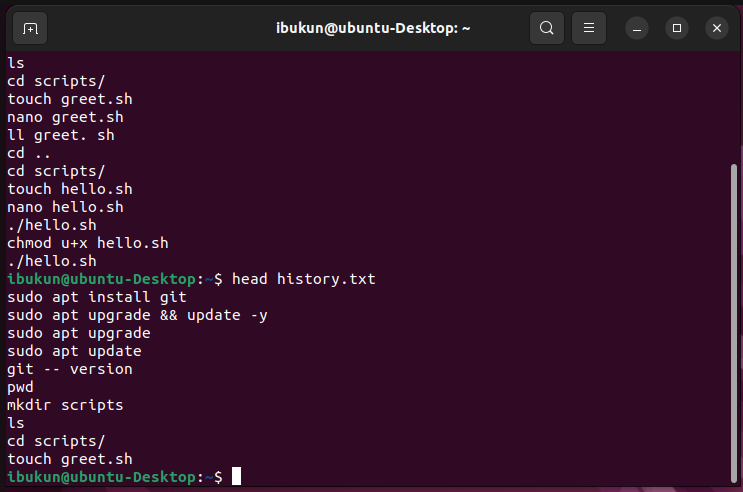 ibukun@ubuntu-Desktop: ~
ls
cd scripts/
touch greet.sh
nano greet.sh
ll greet. sh
cd ..
cd scripts/
touch hello.sh
nano hello.sh
./hello.sh
chmod u+x hello.sh
./hello.sh
ibukun@ubuntu-Desktop:~$ head history.txt
sudo apt install git
sudo apt upgrade && update -y
sudo apt upgrade
sudo apt update
git -- version
pwd
mkdir scripts
ls
cd scripts/
touch greet.sh
ibukun@ubuntu-Desktop:~$